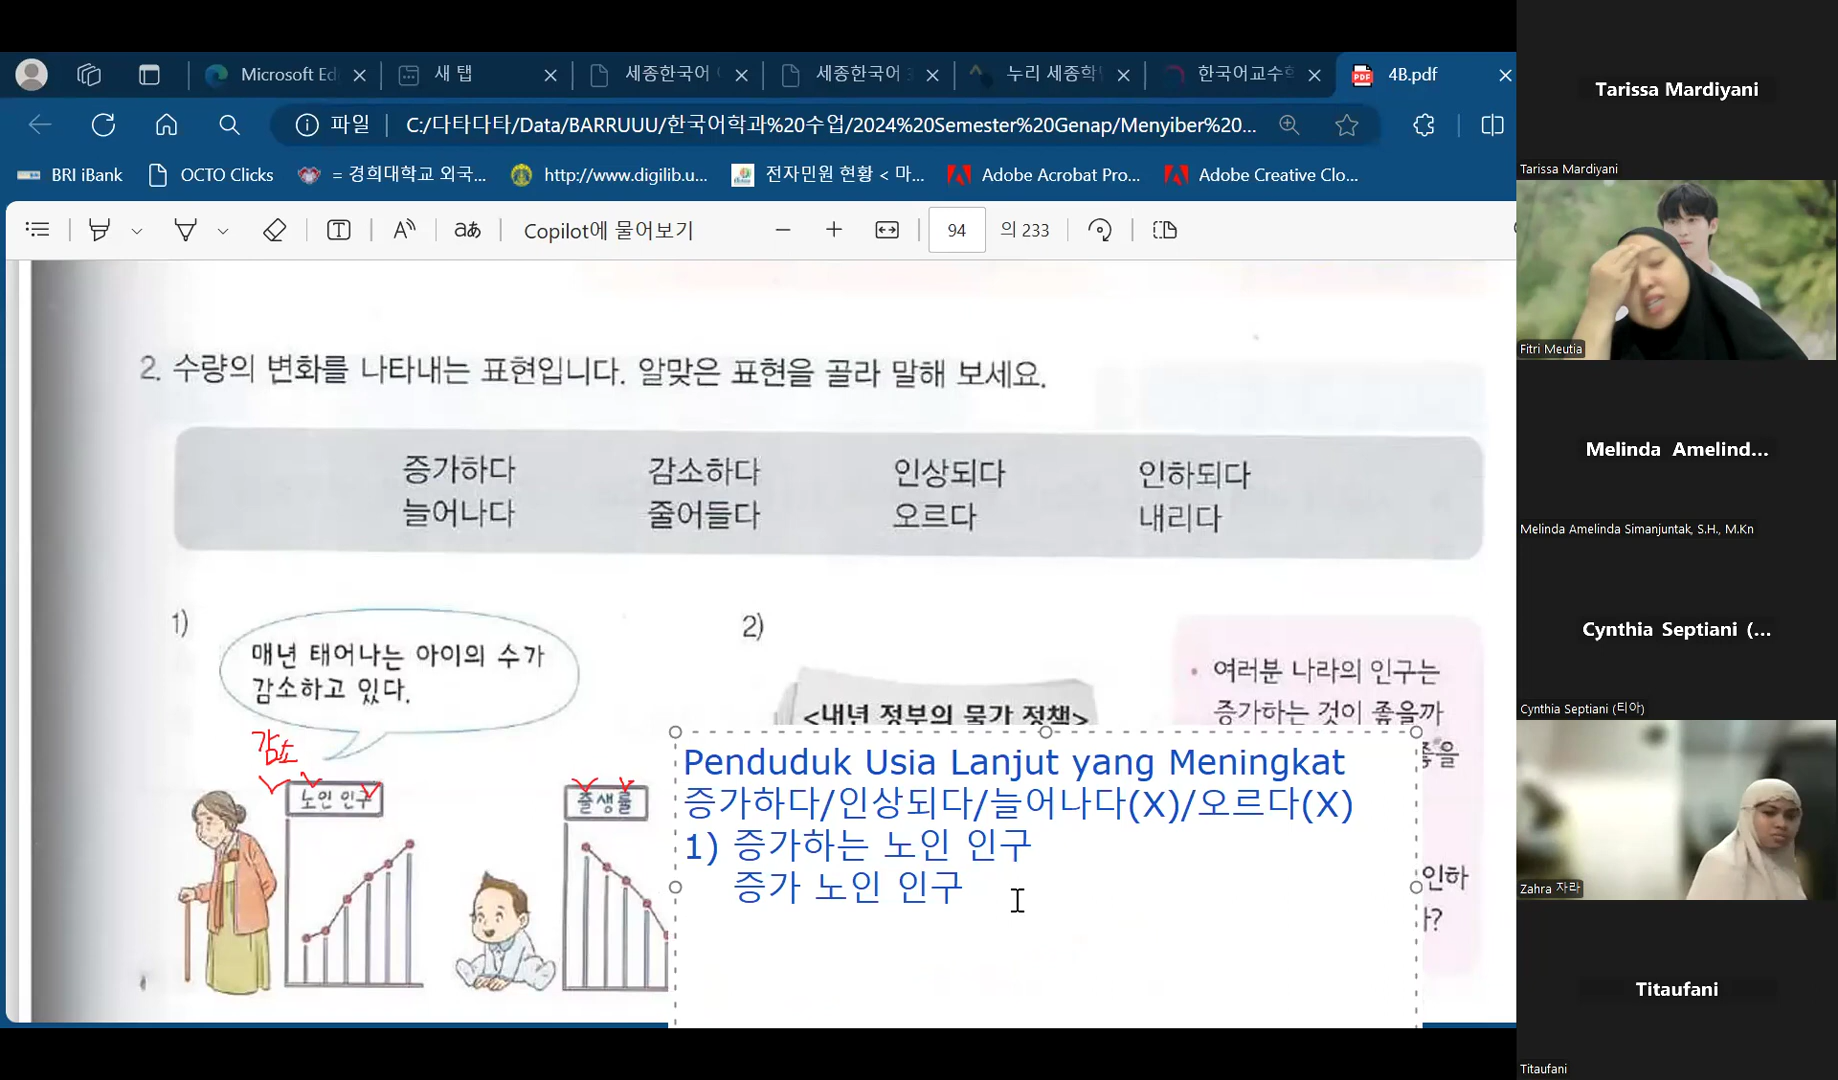 Microsoft Ed
새 탭
세종한국어
세종한국어
누리 세종학
한국어교수
4B.pdf
파일
C:/다타다타/Data/BARRUUU/한국어학과%20수업/2024%20Semester%20Genap/Menyiber%20...
BRI iBank
OCTO Clicks
= 경희대학교 외국...
http://www.digilib.u...
전자민원 현황 < 마...
Adobe Acrobat Pro...
Adobe Creative Clo...
Copilot에 물어보기
94
의 233
2. 수량의 변화를 나타내는 표현입니다. 알맞은 표현을 골라 말해 보세요.
증가하다 감소하다 인상되다 인하되다
늘어나다 줄어들다 오르다 내리다
1)
매년 태어나는 아이의 수가
감소하고 있다.
감소
노인 인구
출생률
2)
<내년 정부의 물가 정책>
• 여러분 나라의 인구는
증가하는 것이 좋을까
좋을
인하
?
Penduduk Usia Lanjut yang Meningkat
증가하다/인상되다/늘어나다(X)/오르다(X)
1) 증가하는 노인 인구
증가 노인 인구
Tarissa Mardiyani
Tarissa Mardiyani
Fitri Meutia
Melinda Amelind...
Melinda Amelinda Simanjuntak, S.H., M.Kn
Cynthia Septiani (...
Cynthia Septiani (티아)
Zahra 자라
Titaufani
Titaufani